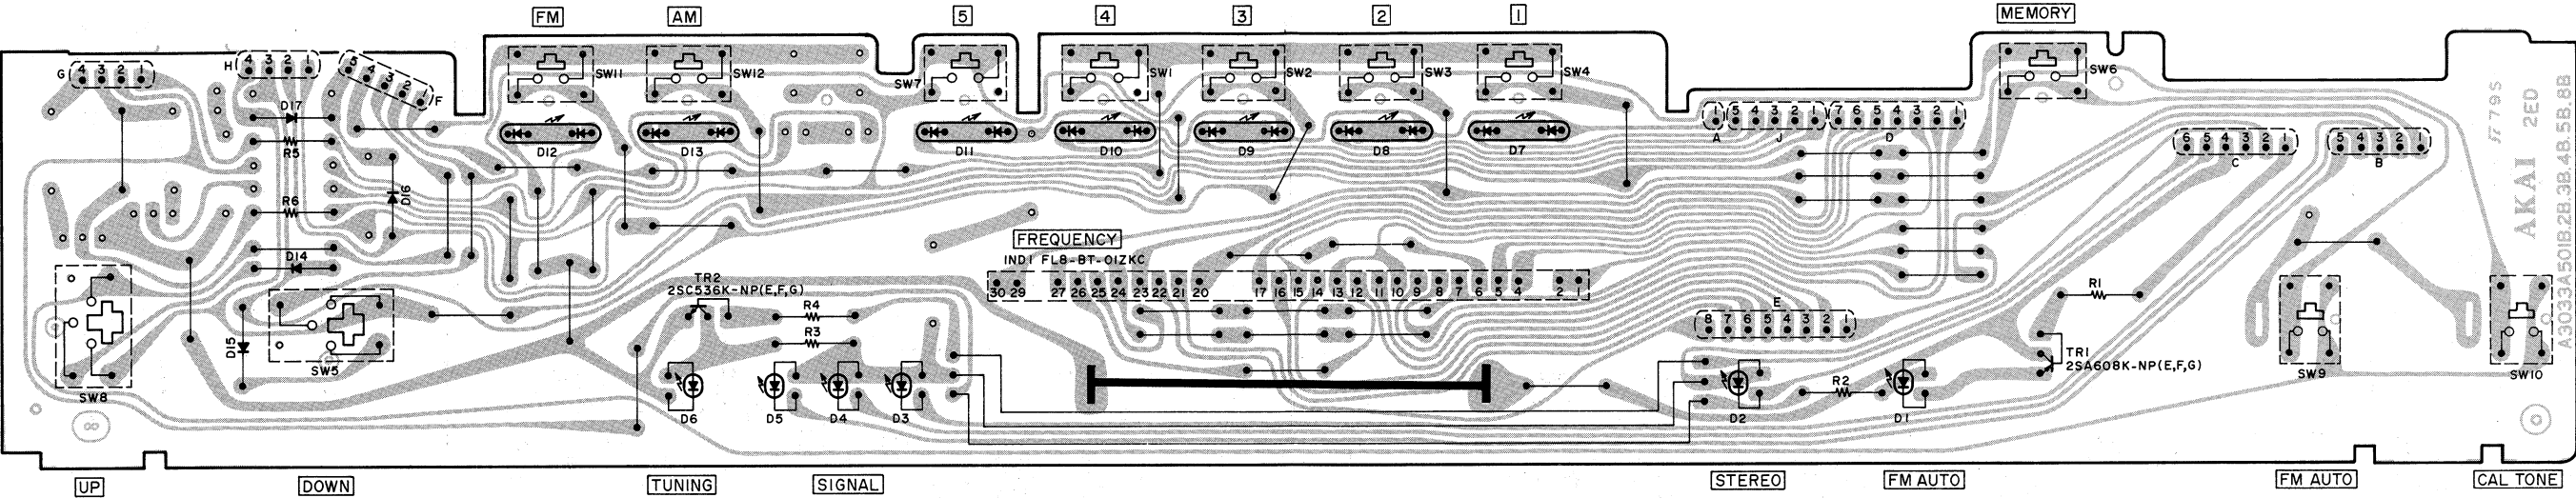 FM AM 5 4 3 2 1 MEMORY
G 4 3 2 1 H 4 3 2 1 5 4 3 2 1 F SW11 SW12 SW7 SW1 SW2 SW3 SW4 SW6
D17 R5 D12 D13 D11 D10 D9 D8 D7
A 1 5 4 3 2 1 J 7 6 5 4 3 2 1 D 6 5 4 3 2 1 C 5 4 3 2 1 B
AKAI 2ED
A303A501B.2B.3B.4B.5B.8B
D16
R6
D14
FREQUENCY
INDI FL8-BT-01ZKC
30 29 27 26 25 24 23 22 21 20 17 16 15 14 13 12 11 10 9 8 7 6 5 4 2 1
TR2
2SC536K-NP(E,F,G)
R4
R3
R1
E
8 7 6 5 4 3 2 1
D15
SW5
SW8
TR1
2SA608K-NP(E,F,G)
SW9 SW10
R2
D6 D5 D4 D3 D2 D1
UP DOWN TUNING SIGNAL STEREO FM AUTO FM AUTO CAL TONE